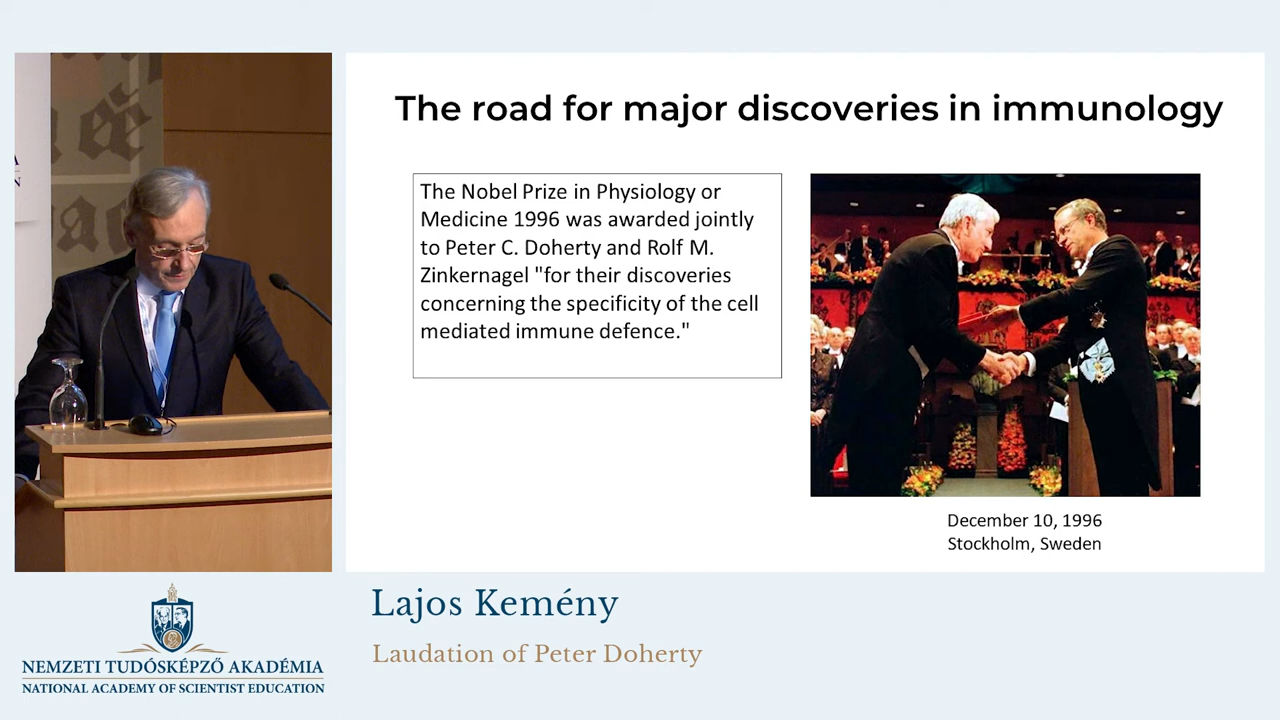 The road for major discoveries in immunology
The Nobel Prize in Physiology or
Medicine 1996 was awarded jointly
to Peter C. Doherty and Rolf M.
Zinkernagel "for their discoveries
concerning the specificity of the cell
mediated immune defence."
December 10, 1996
Stockholm, Sweden
Lajos Kemény
Laudation of Peter Doherty
NEMZETI TUDÓSKÉPZŐ AKADÉMIA
NATIONAL ACADEMY OF SCIENTIST EDUCATION